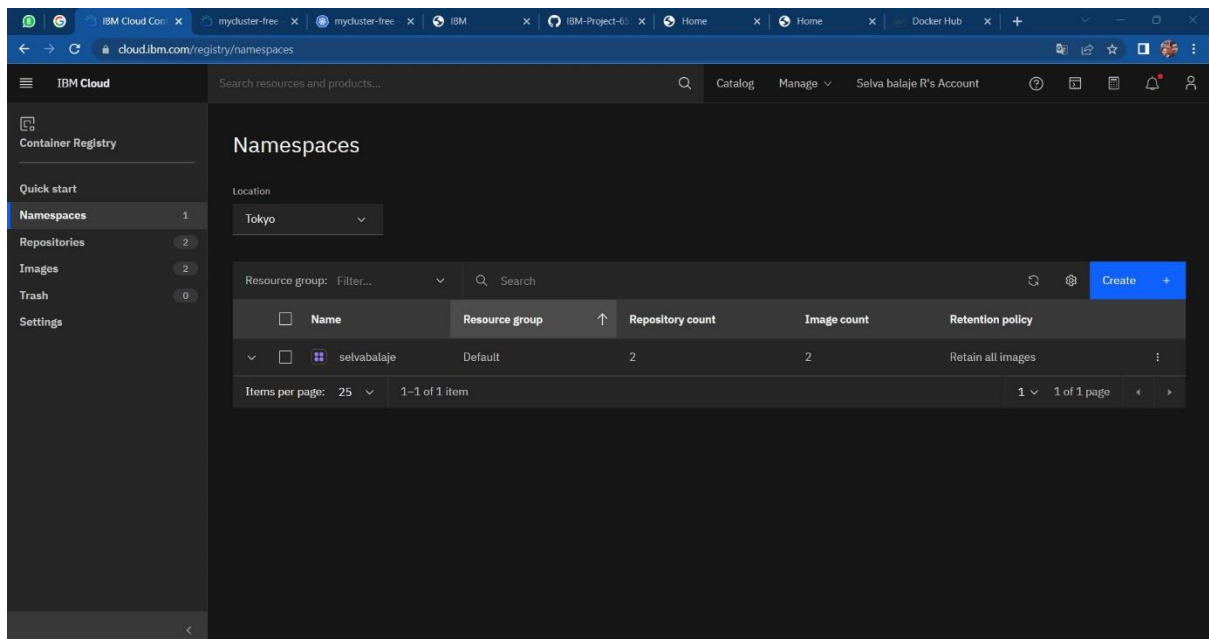 IBM Cloud Con
mycluster-free
mycluster-free
IBM
IBM-Project-65
Home
Home
Docker Hub
cloud.ibm.com/registry/namespaces
IBM Cloud
Search resources and products...
Catalog
Manage
Selva balaje R's Account
Container Registry
Quick start
Namespaces 1
Repositories 2
Images 2
Trash 0
Settings
Namespaces
Location
Tokyo
Resource group: Filter...
Search
Create +
Name Resource group Repository count Image count Retention policy
selvabalaje Default 2 2 Retain all images
Items per page: 25 1–1 of 1 item 1 1 of 1 page